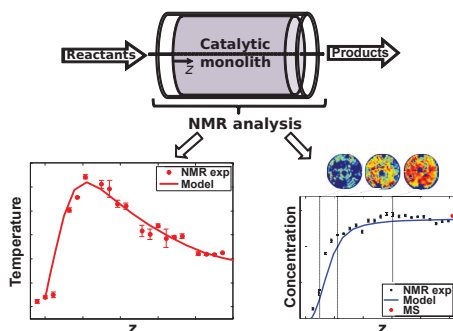 Reactants
Catalytic
monolith
z
Products
NMR analysis
NMR exp
Model
Temperature
z
Concentration
NMR exp
Model
MS
z